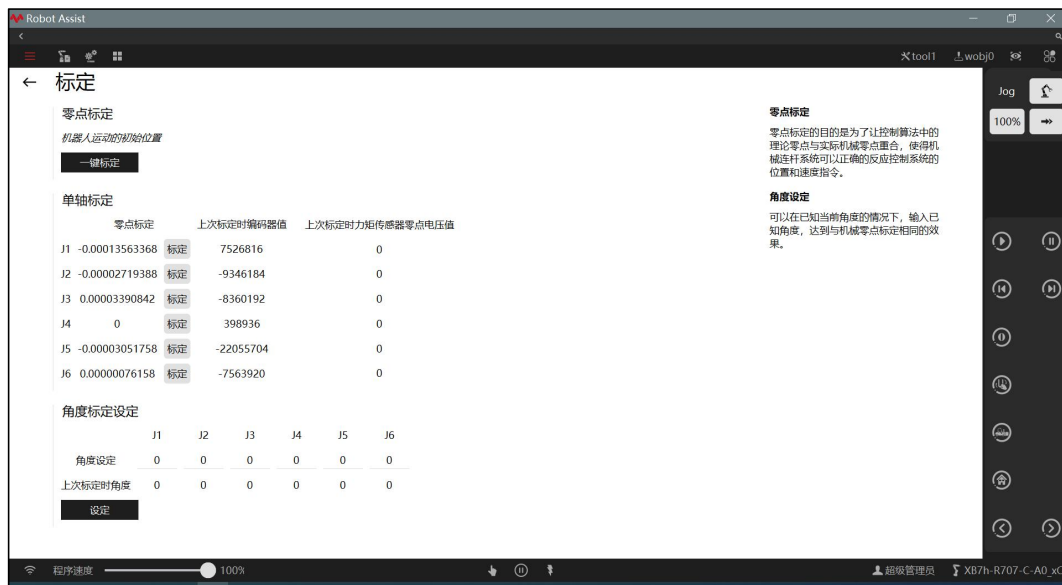 Robot Assist
tool1 wobj0
标定
Jog
100%
零点标定
机器人运动的初始位置
一键标定
单轴标定
零点标定 上次标定时编码器值 上次标定时力矩传感器零点电压值
J1 -0.00013563368 标定 7526816 0
J2 -0.00002719388 标定 -9346184 0
J3 0.00003390842 标定 -8360192 0
J4 0 标定 398936 0
J5 -0.00003051758 标定 -22055704 0
J6 0.00000076158 标定 -7563920 0
角度标定设定
J1 J2 J3 J4 J5 J6
角度设定 0 0 0 0 0 0
上次标定时角度 0 0 0 0 0 0
设定
零点标定
零点标定的目的是为了让控制算法中的
理论零点与实际机械零点重合，使得机
械连杆系统可以正确的反应控制系统的
位置和速度指令。
角度设定
可以在已知当前角度的情况下，输入已
知角度，达到与机械零点标定相同的效
果。
程序速度 100%
超级管理员 XB7h-R707-C-A0_xG